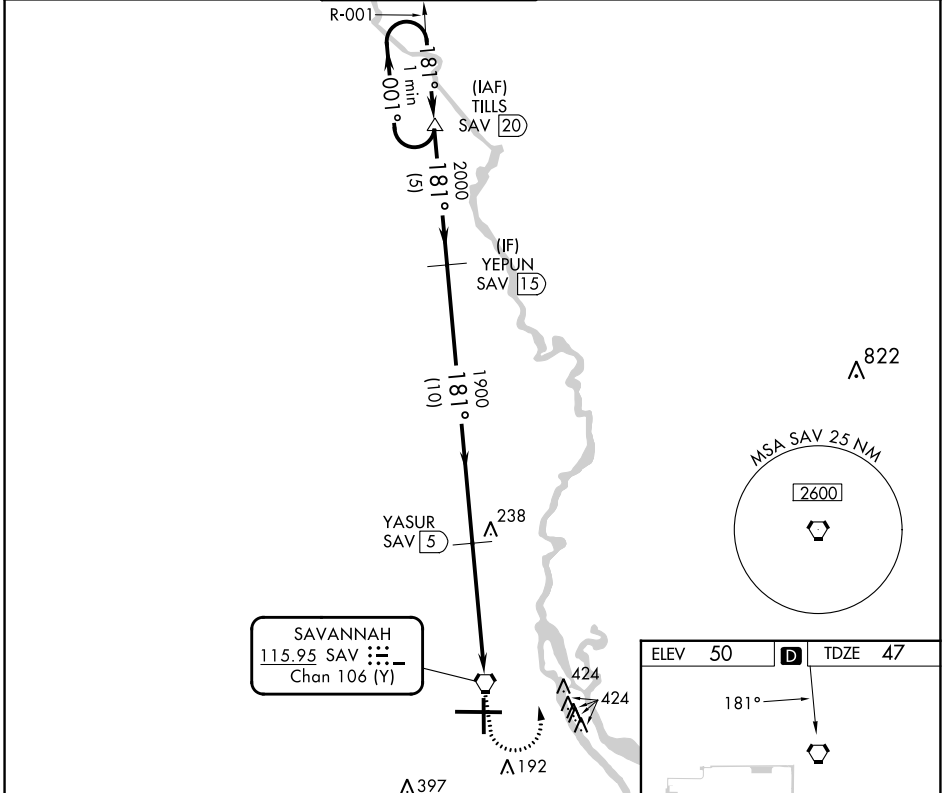 R-001
181°
1 min
001°
(IAF)
TILLS
SAV 20
2000
181°
(5)
(IF)
YEPUN
SAV 15
822
1900
181°
(10)
MSA SAV 25 NM
2600
YASUR
SAV 5
238
SAVANNAH
115.95 SAV
Chan 106 (Y)
ELEV 50 D TDZE 47
424
424
181°
192
397